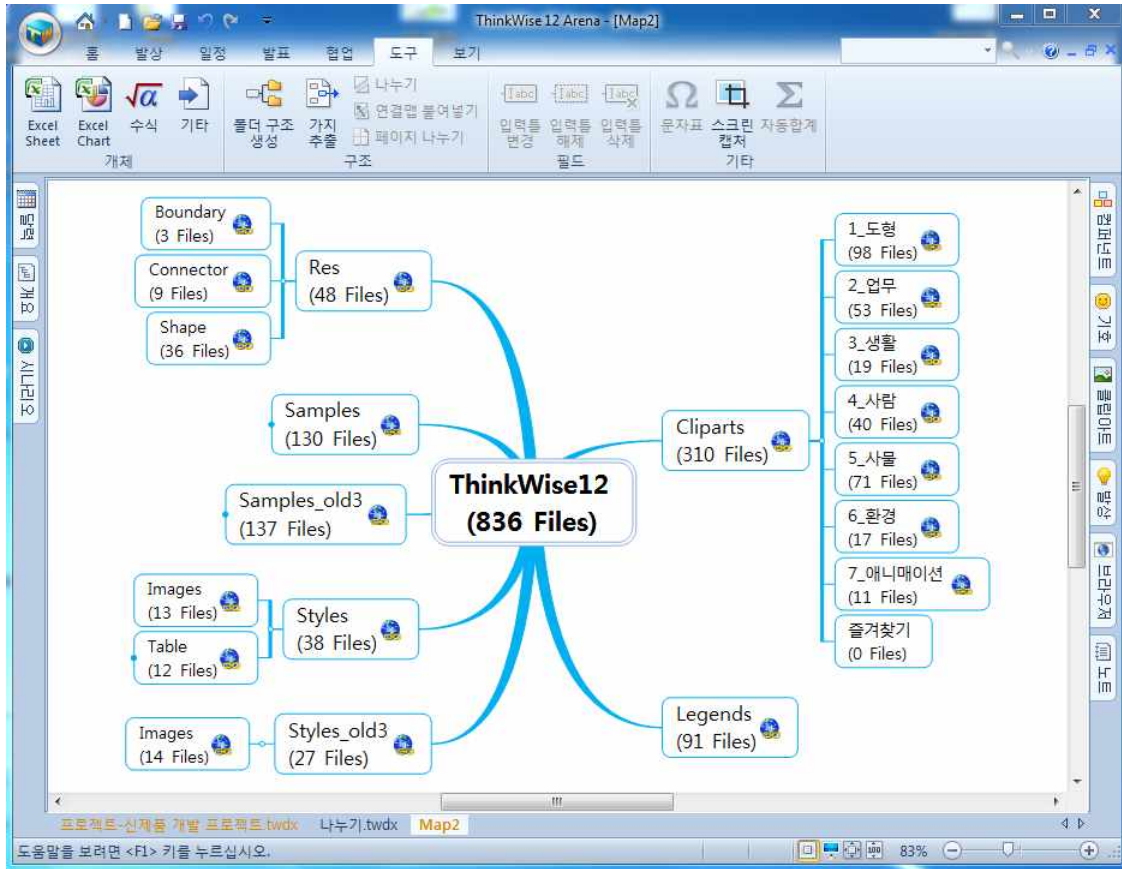 ThinkWise 12 Arena - [Map2]
홈 발상 일정 발표 협업 도구 보기
Excel Sheet
Excel Chart
수식
기타
개체
폴더 구조 생성
가지 추출
나누기
연결맵 붙여넣기
페이지 나누기
구조
입력틀 변경
입력틀 해제
입력틀 삭제
필드
문자표
스크린 캡처
자동합계
기타
달력
개요
시나리오
Boundary
(3 Files)
Connector
(9 Files)
Shape
(36 Files)
Res
(48 Files)
Samples
(130 Files)
Samples_old3
(137 Files)
Images
(13 Files)
Table
(12 Files)
Styles
(38 Files)
Images
(14 Files)
Styles_old3
(27 Files)
ThinkWise12
(836 Files)
Cliparts
(310 Files)
1_도형
(98 Files)
2_업무
(53 Files)
3_생활
(19 Files)
4_사람
(40 Files)
5_사물
(71 Files)
6_환경
(17 Files)
7_애니매이션
(11 Files)
즐겨찾기
(0 Files)
Legends
(91 Files)
컴포넌트
기호
클립아트
발상
브라우저
노트
프로젝트-신제품 개발 프로젝트.twdx 나누기.twdx Map2
도움말을 보려면 <F1> 키를 누르십시오.
100
83%